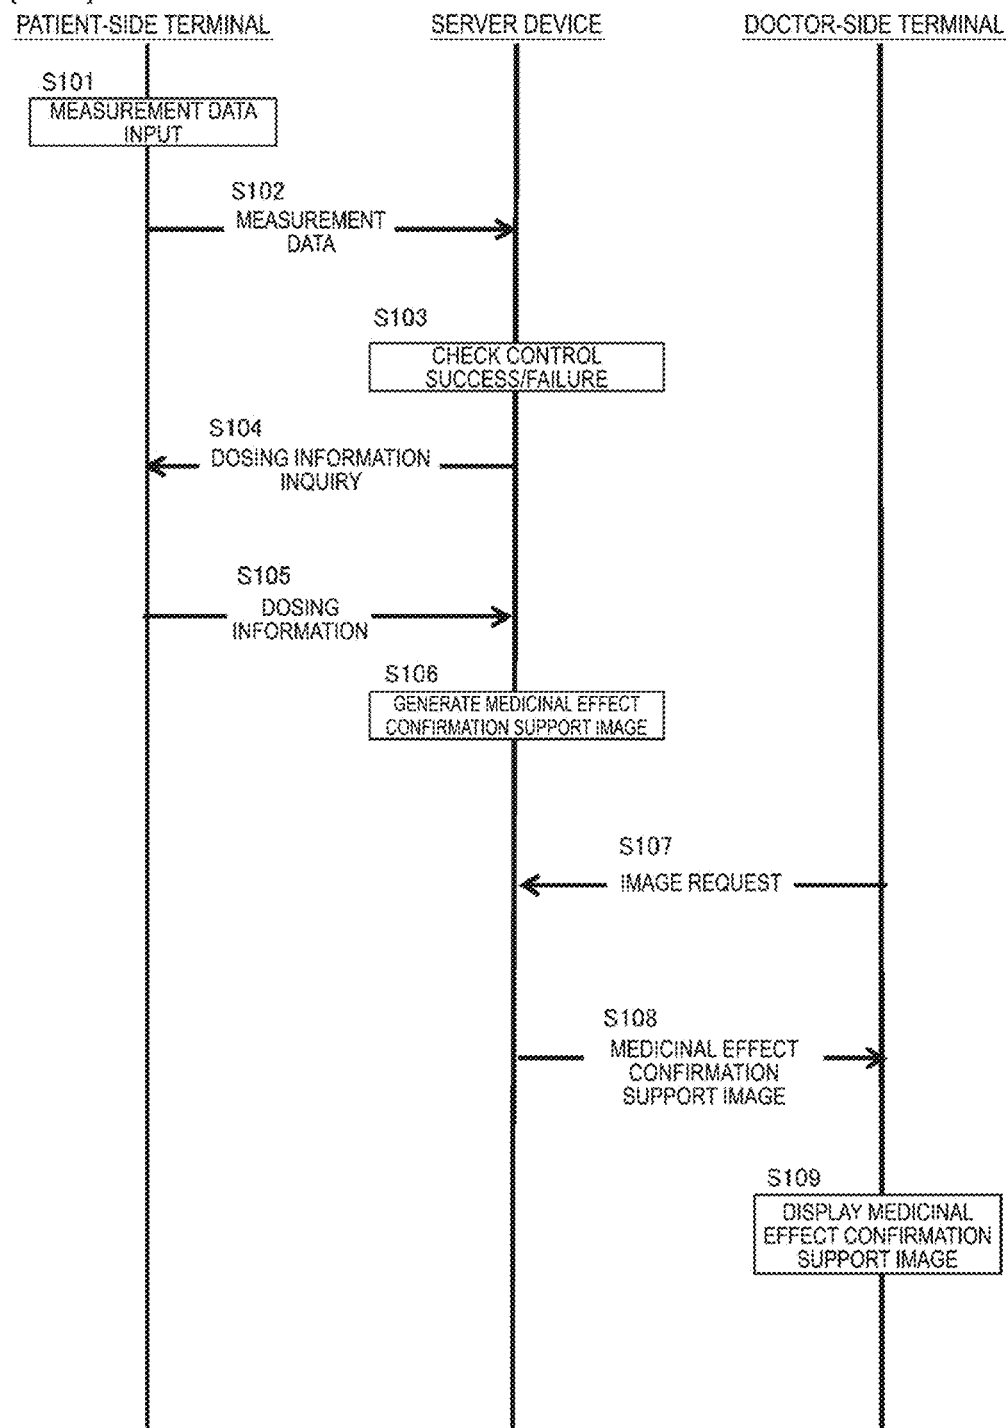 PATIENT-SIDE TERMINAL
SERVER DEVICE
DOCTOR-SIDE TERMINAL
S101
MEASUREMENT DATA
INPUT
S102
MEASUREMENT
DATA
S103
CHECK CONTROL
SUCCESS/FAILURE
S104
DOSING INFORMATION
INQUIRY
S105
DOSING
INFORMATION
S106
GENERATE MEDICINAL EFFECT
CONFIRMATION SUPPORT IMAGE
S107
IMAGE REQUEST
S108
MEDICINAL EFFECT
CONFIRMATION
SUPPORT IMAGE
S109
DISPLAY MEDICINAL
EFFECT CONFIRMATION
SUPPORT IMAGE